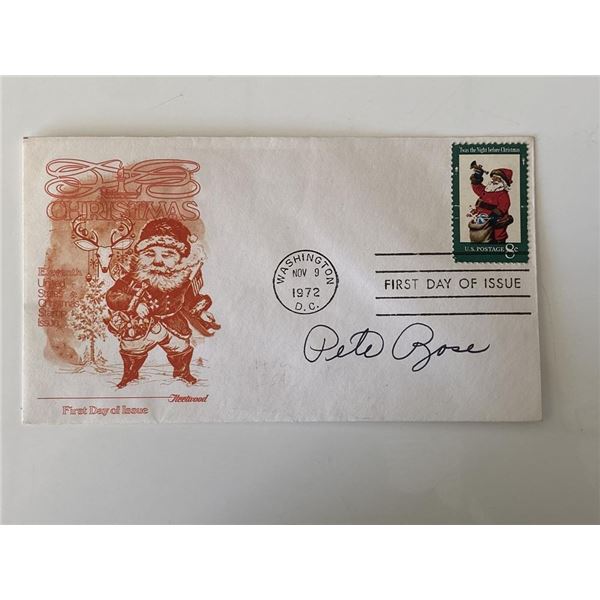 CHRISTMAS
Eleventh
United
States
Christmas
Stamp
Issue
First Day of Issue
Fleetwood
'Twas the Night before Christmas
U.S. POSTAGE 8c
WASHINGTON
NOV 9
1972
D.C.
FIRST DAY OF ISSUE
Pete Rose